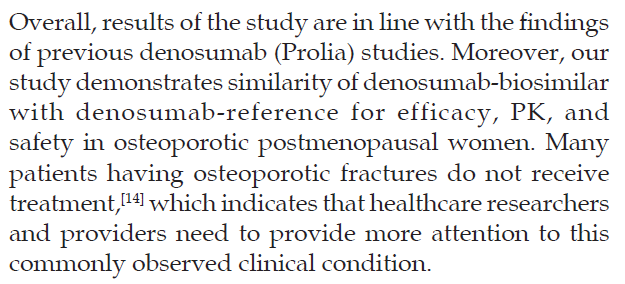 Overall, results of the study are in line with the findings
of previous denosumab (Prolia) studies. Moreover, our
study demonstrates similarity of denosumab-biosimilar
with denosumab-reference for efficacy, PK, and
safety in osteoporotic postmenopausal women. Many
patients having osteoporotic fractures do not receive
treatment,[14] which indicates that healthcare researchers
and providers need to provide more attention to this
commonly observed clinical condition.